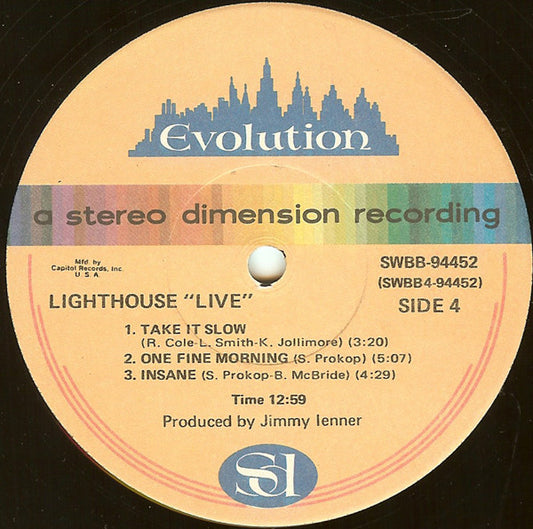 Evolution
a stereo dimension recording
Mfd. by
Capitol Records, Inc.
U. S. A.
SWBB-94452
(SWBB4-94452)
SIDE 4
LIGHTHOUSE "LIVE"
1. TAKE IT SLOW
(R. Cole-L. Smith-K. Jollimore) (3:20)
2. ONE FINE MORNING (S. Prokop) (5:07)
3. INSANE (S. Prokop-B. McBride) (4:29)
Time 12:59
Produced by Jimmy Ienner
SD